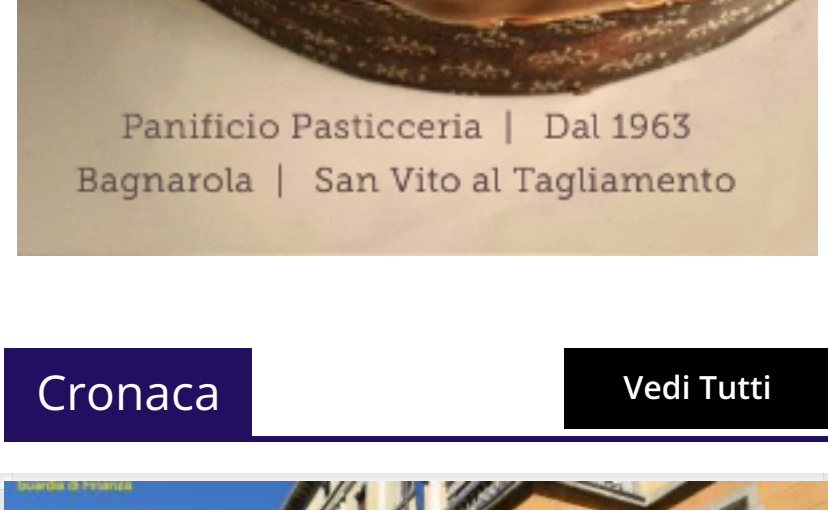 Panificio Pasticceria | Dal 1963
Bagnarola | San Vito al Tagliamento
Cronaca
Vedi Tutti
Guardia di Finanza